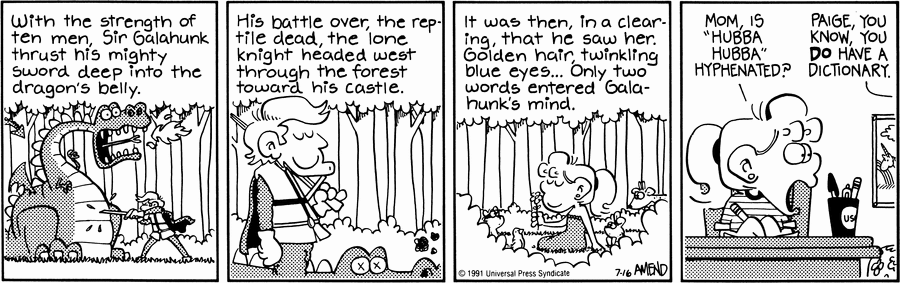 With the strength of
ten men, Sir Galahunk
thrust his mighty
sword deep into the
dragon's belly.
His battle over, the rep-
tile dead, the lone
knight headed west
through the forest
toward his castle.
It was then, in a clear-
ing, that he saw her.
Golden hair, twinkling
blue eyes... Only two
words entered Gala-
hunk's mind.
© 1991 Universal Press Syndicate
7-16 AMEND
MOM, IS
"HUBBA
HUBBA"
HYPHENATED?
PAIGE, YOU
KNOW, YOU
DO HAVE A
DICTIONARY.